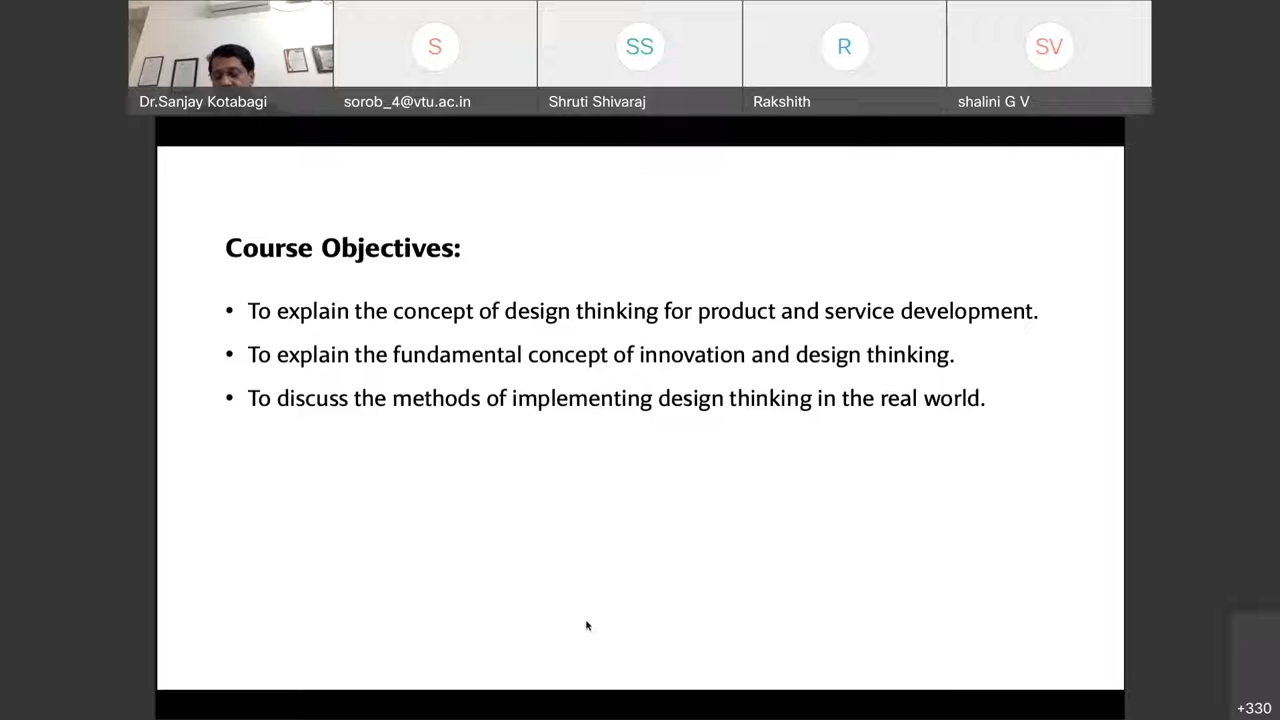 S
SS
R
SV
Dr.Sanjay Kotabagi
sorob_4@vtu.ac.in
Shruti Shivaraj
Rakshith
shalini G V
Course Objectives:
• To explain the concept of design thinking for product and service development.
• To explain the fundamental concept of innovation and design thinking.
• To discuss the methods of implementing design thinking in the real world.
+330